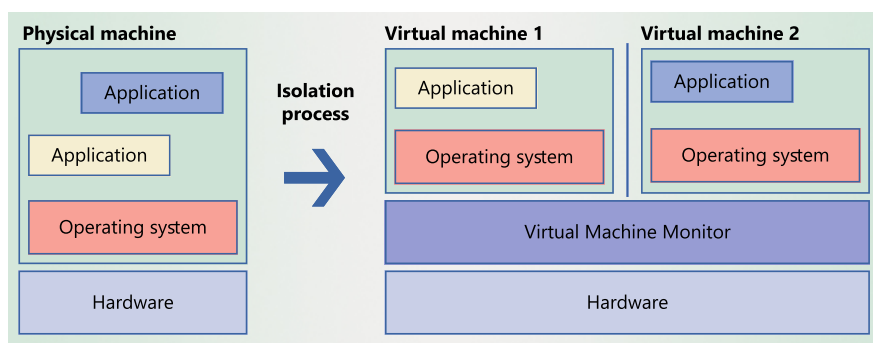 Physical machine
Application
Application
Operating system
Hardware
Isolation
process
Virtual machine 1
Application
Operating system
Virtual machine 2
Application
Operating system
Virtual Machine Monitor
Hardware